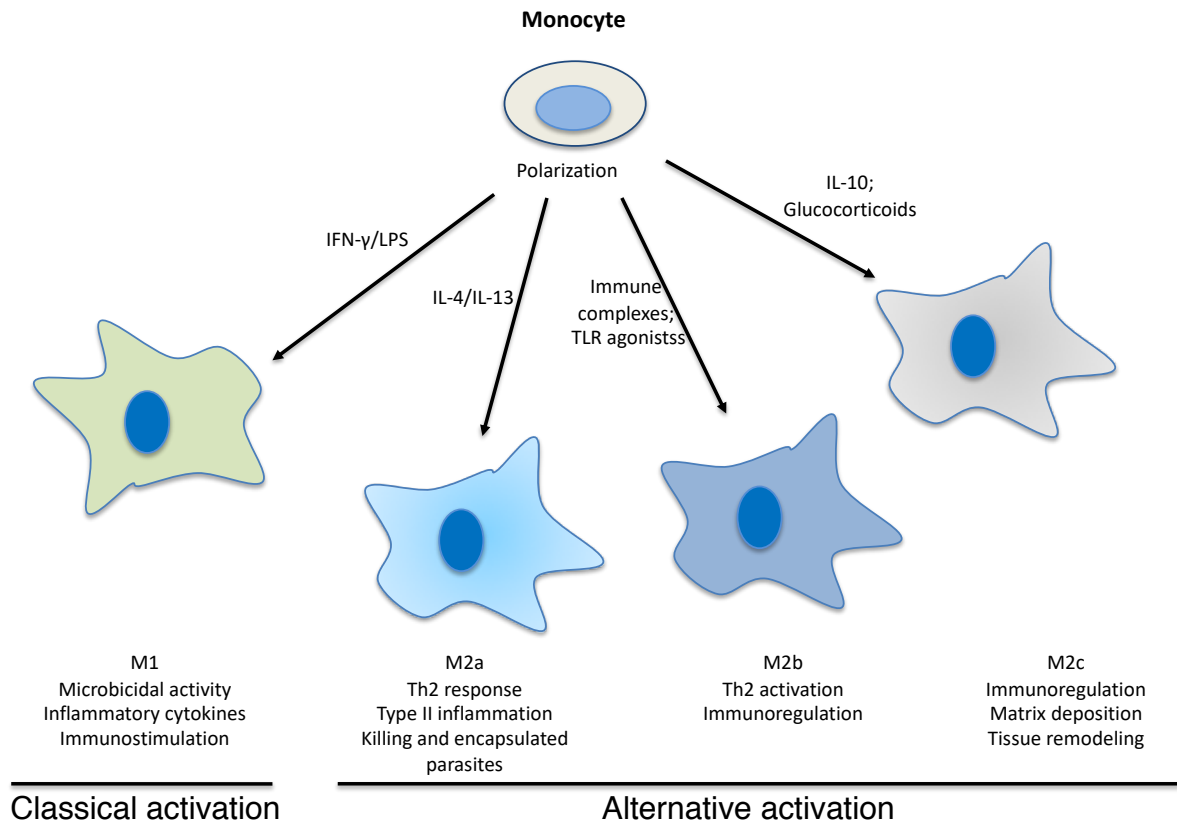 Monocyte
Polarization
IL-10;
Glucocorticoids
IFN-γ/LPS
IL-4/IL-13
Immune
complexes;
TLR agonistss
M1
Microbicidal activity
Inflammatory cytokines
Immunostimulation
M2a
Th2 response
Type II inflammation
Killing and encapsulated
parasites
M2b
Th2 activation
Immunoregulation
M2c
Immunoregulation
Matrix deposition
Tissue remodeling
Classical activation
Alternative activation